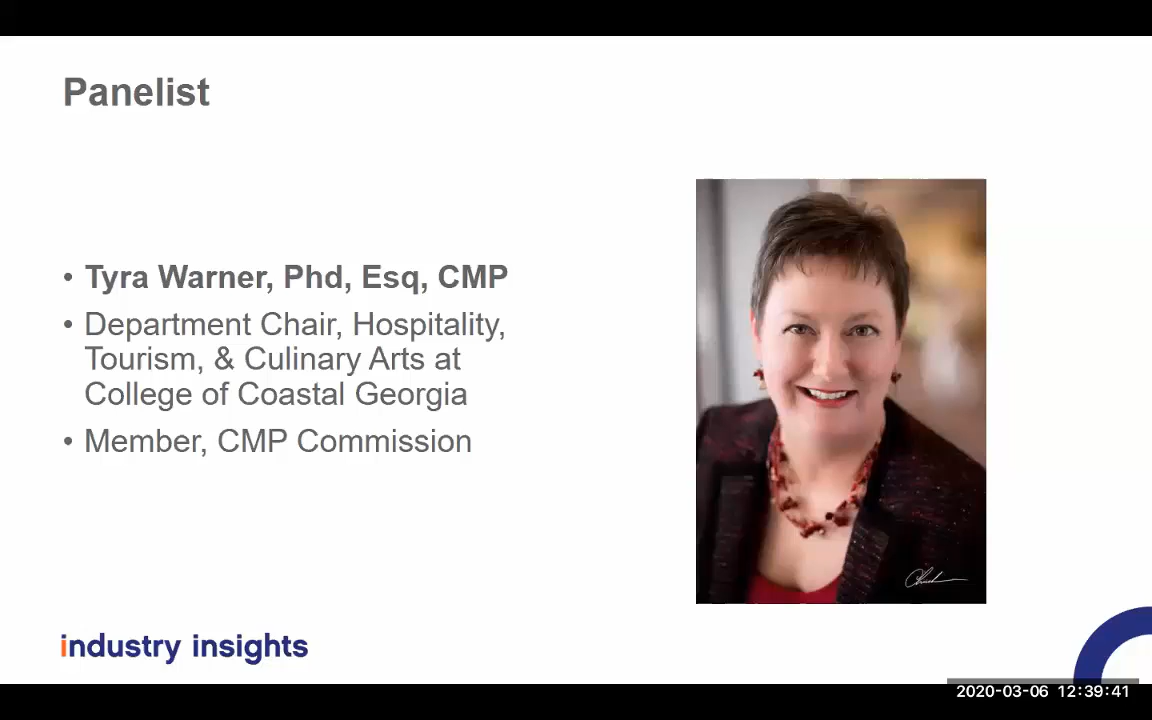 Panelist
• Tyra Warner, Phd, Esq, CMP
• Department Chair, Hospitality,
Tourism, & Culinary Arts at
College of Coastal Georgia
• Member, CMP Commission
industry insights
2020-03-06 12:39:41